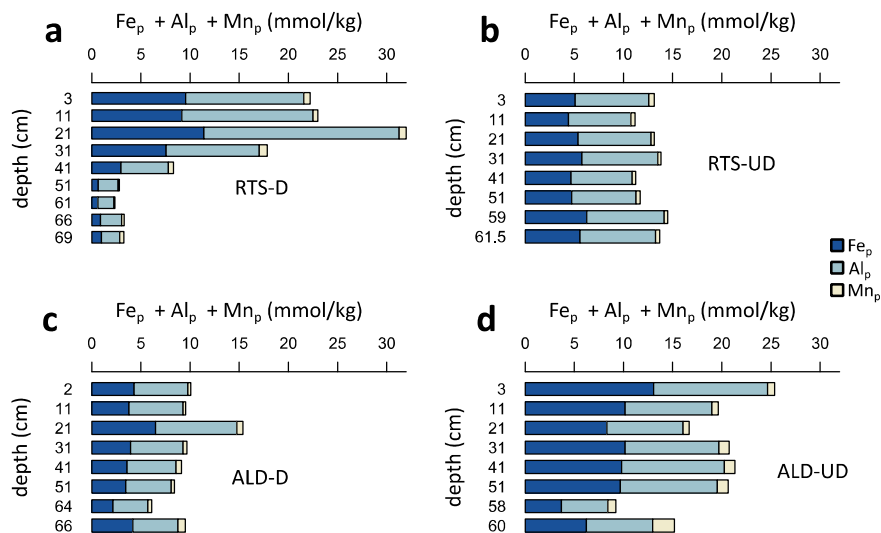 a
Feₚ + Alₚ + Mnₚ (mmol/kg)
0 5 10 15 20 25 30
depth (cm)
3
11
21
31
41
51
61
66
69
RTS-D
b
Feₚ + Alₚ + Mnₚ (mmol/kg)
0 5 10 15 20 25 30
depth (cm)
3
11
21
31
41
51
59
61.5
RTS-UD
Feₚ
Alₚ
Mnₚ
c
Feₚ + Alₚ + Mnₚ (mmol/kg)
0 5 10 15 20 25 30
depth (cm)
2
11
21
31
41
51
64
66
ALD-D
d
Feₚ + Alₚ + Mnₚ (mmol/kg)
0 5 10 15 20 25 30
depth (cm)
3
11
21
31
41
51
58
60
ALD-UD